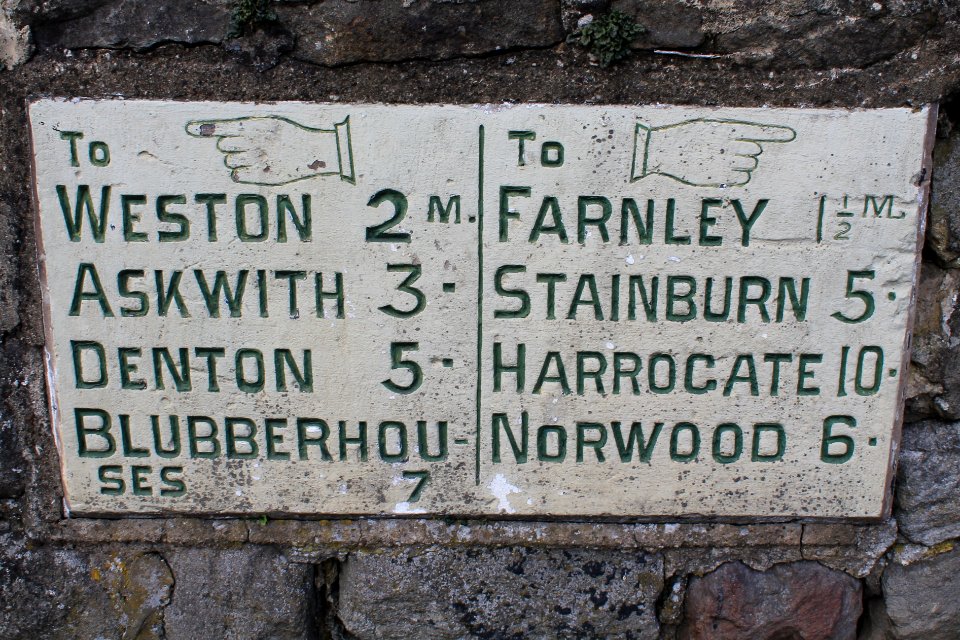 To
WESTON 2 M.
ASKWITH 3 .
DENTON 5 .
BLUBBERHOU-
SES 7
To
FARNLEY 1½ M.
STAINBURN 5 .
HARROCATE 10 .
NORWOOD 6 .